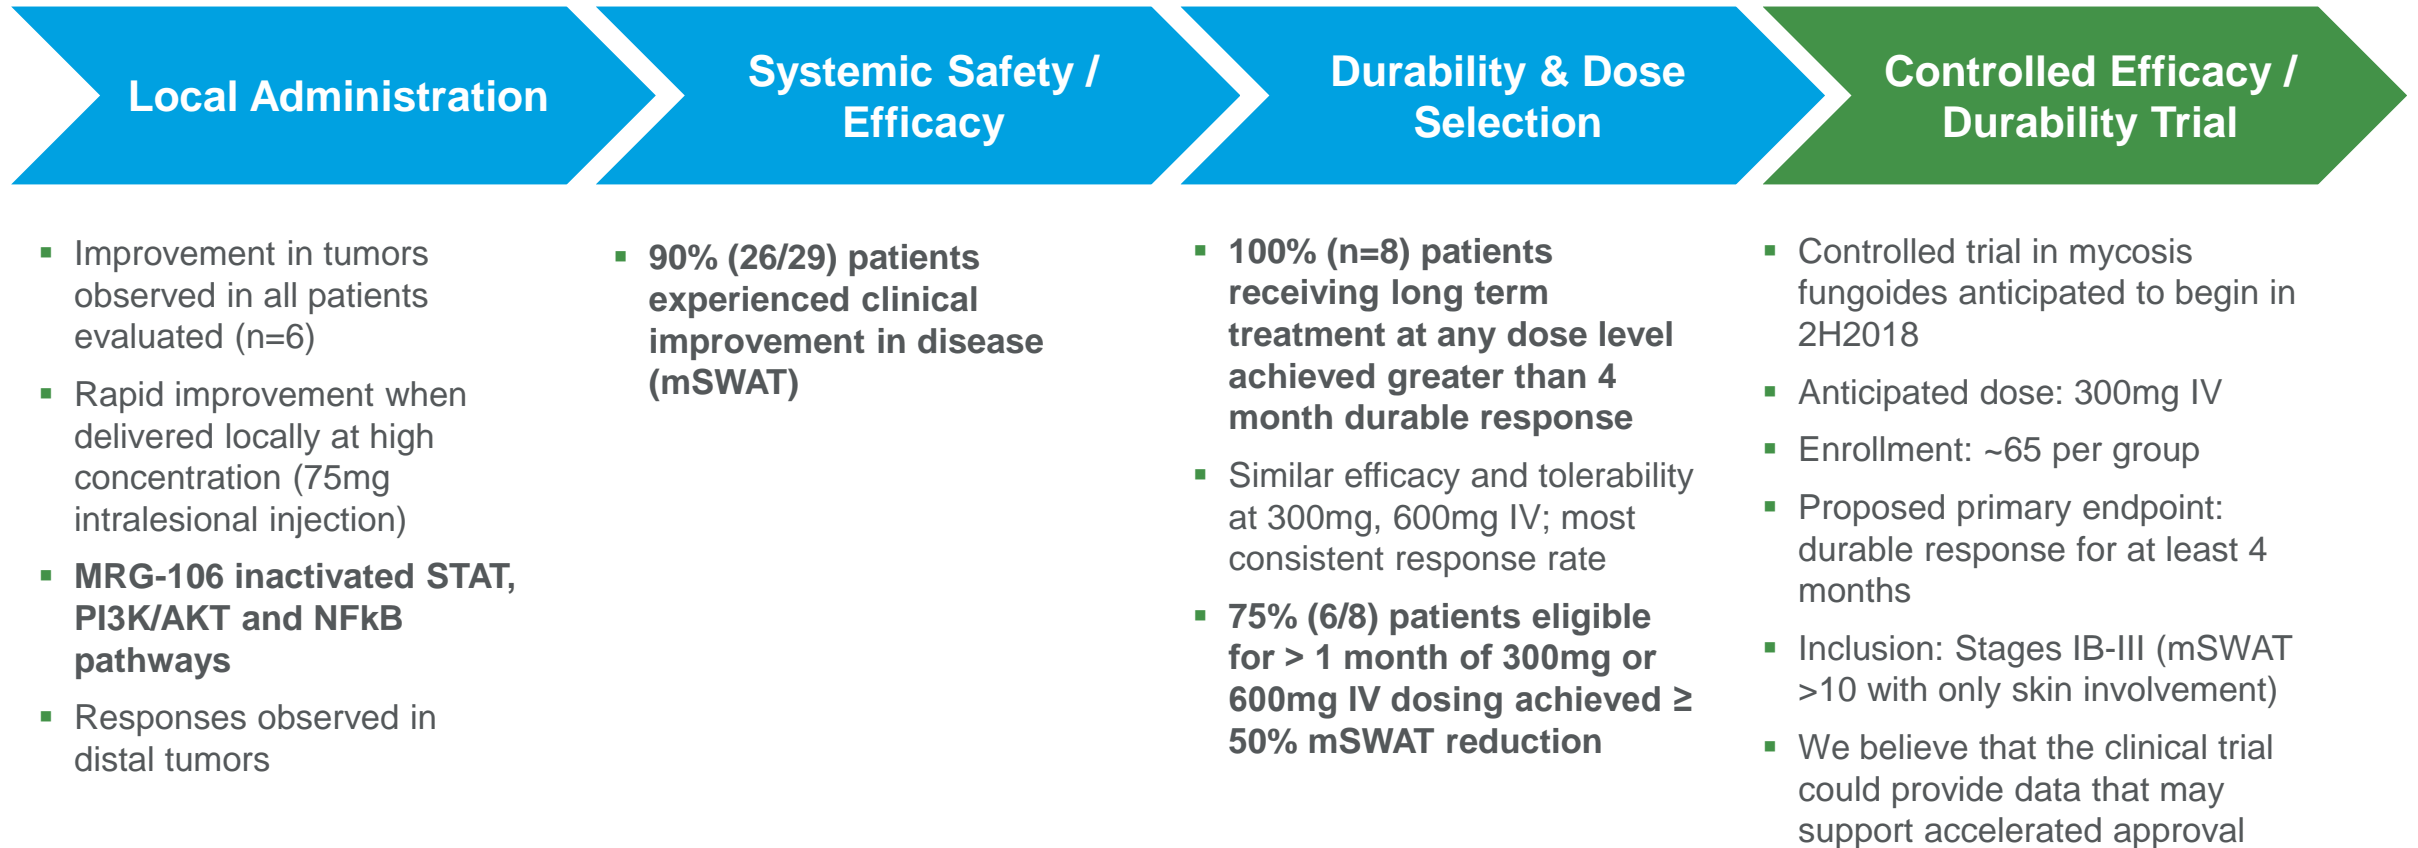 Local Administration
Systemic Safety /
Efficacy
Durability & Dose
Selection
Controlled Efficacy /
Durability Trial
▪ Improvement in tumors
observed in all patients
evaluated (n=6)
▪ Rapid improvement when
delivered locally at high
concentration (75mg
intralesional injection)
▪ MRG-106 inactivated STAT,
PI3K/AKT and NFkB
pathways
▪ Responses observed in
distal tumors
▪ 90% (26/29) patients
experienced clinical
improvement in disease
(mSWAT)
▪ 100% (n=8) patients
receiving long term
treatment at any dose level
achieved greater than 4
month durable response
▪ Similar efficacy and tolerability
at 300mg, 600mg IV; most
consistent response rate
▪ 75% (6/8) patients eligible
for > 1 month of 300mg or
600mg IV dosing achieved ≥
50% mSWAT reduction
▪ Controlled trial in mycosis
fungoides anticipated to begin in
2H2018
▪ Anticipated dose: 300mg IV
▪ Enrollment: ~65 per group
▪ Proposed primary endpoint:
durable response for at least 4
months
▪ Inclusion: Stages IB-III (mSWAT
>10 with only skin involvement)
▪ We believe that the clinical trial
could provide data that may
support accelerated approval